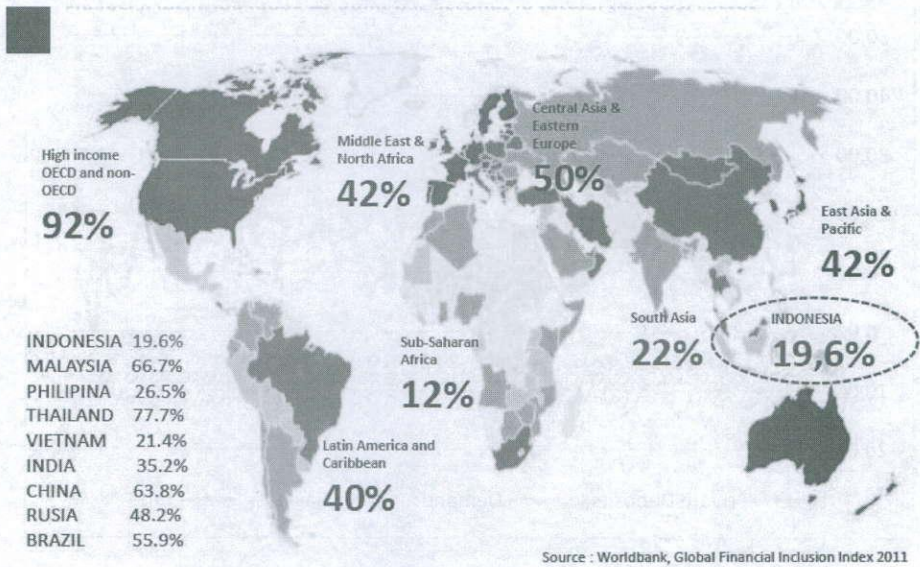 High income
OECD and non-
OECD
92%
Middle East &
North Africa
42%
Central Asia &
Eastern
Europe
50%
East Asia &
Pacific
42%
South Asia
22%
INDONESIA
19,6%
Sub-Saharan
Africa
12%
Latin America and
Caribbean
40%
INDONESIA 19.6%
MALAYSIA 66.7%
PHILIPINA 26.5%
THAILAND 77.7%
VIETNAM 21.4%
INDIA 35.2%
CHINA 63.8%
RUSIA 48.2%
BRAZIL 55.9%
Source : Worldbank, Global Financial Inclusion Index 2011